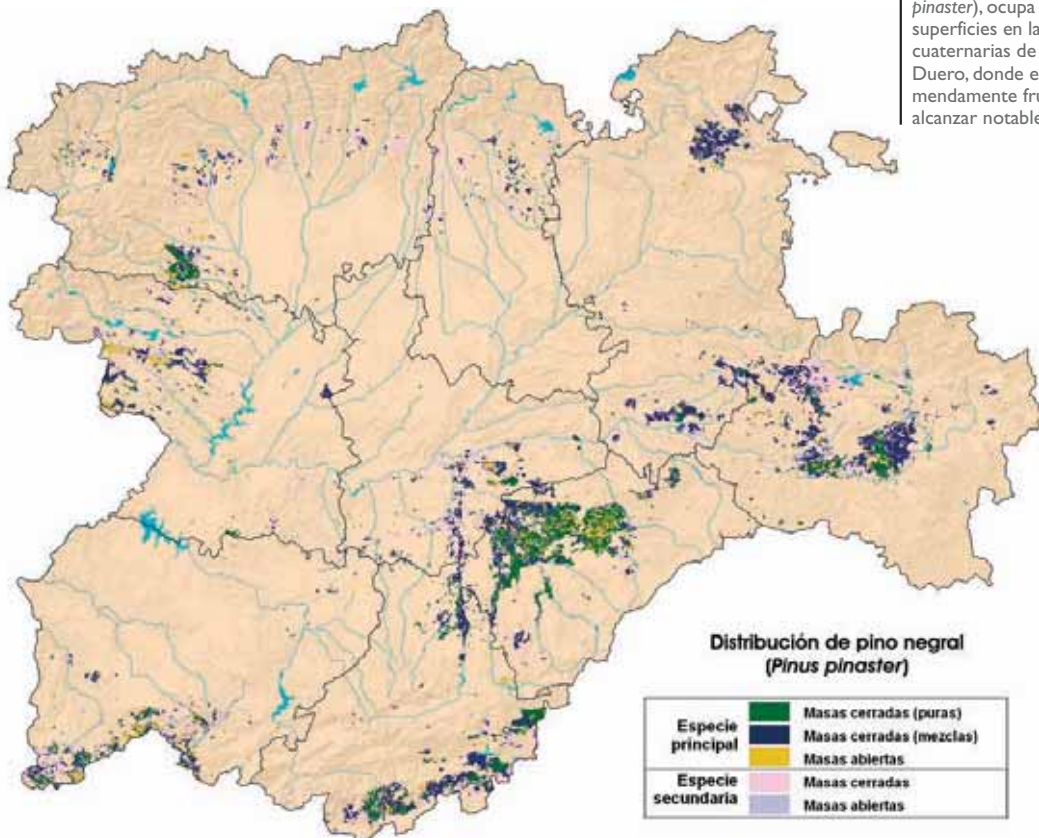 pinaster), ocupa
superficies en la
cuaternarias de
Duero, donde e
mendamente fru
alcanzar notable
Distribución de pino negral
(Pinus pinaster)
Especie principal
Masas cerradas (puras)
Masas cerradas (mezclas)
Masas abiertas
Especie secundaria
Masas cerradas
Masas abiertas